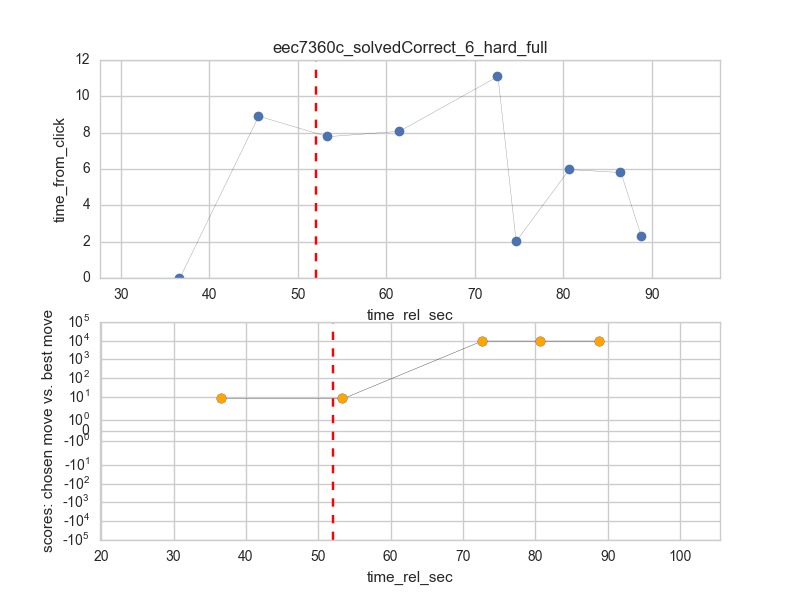 eec7360c_solvedCorrect_6_hard_full
12
10
8
6
4
2
0
time_from_click
30 40 50 60 70 80 90
time_rel_sec
10^5
10^4
10^3
10^2
10^1
10^0
0
-10^0
-10^1
-10^2
-10^3
-10^4
-10^5
scores: chosen move vs. best move
20 30 40 50 60 70 80 90 100
time_rel_sec